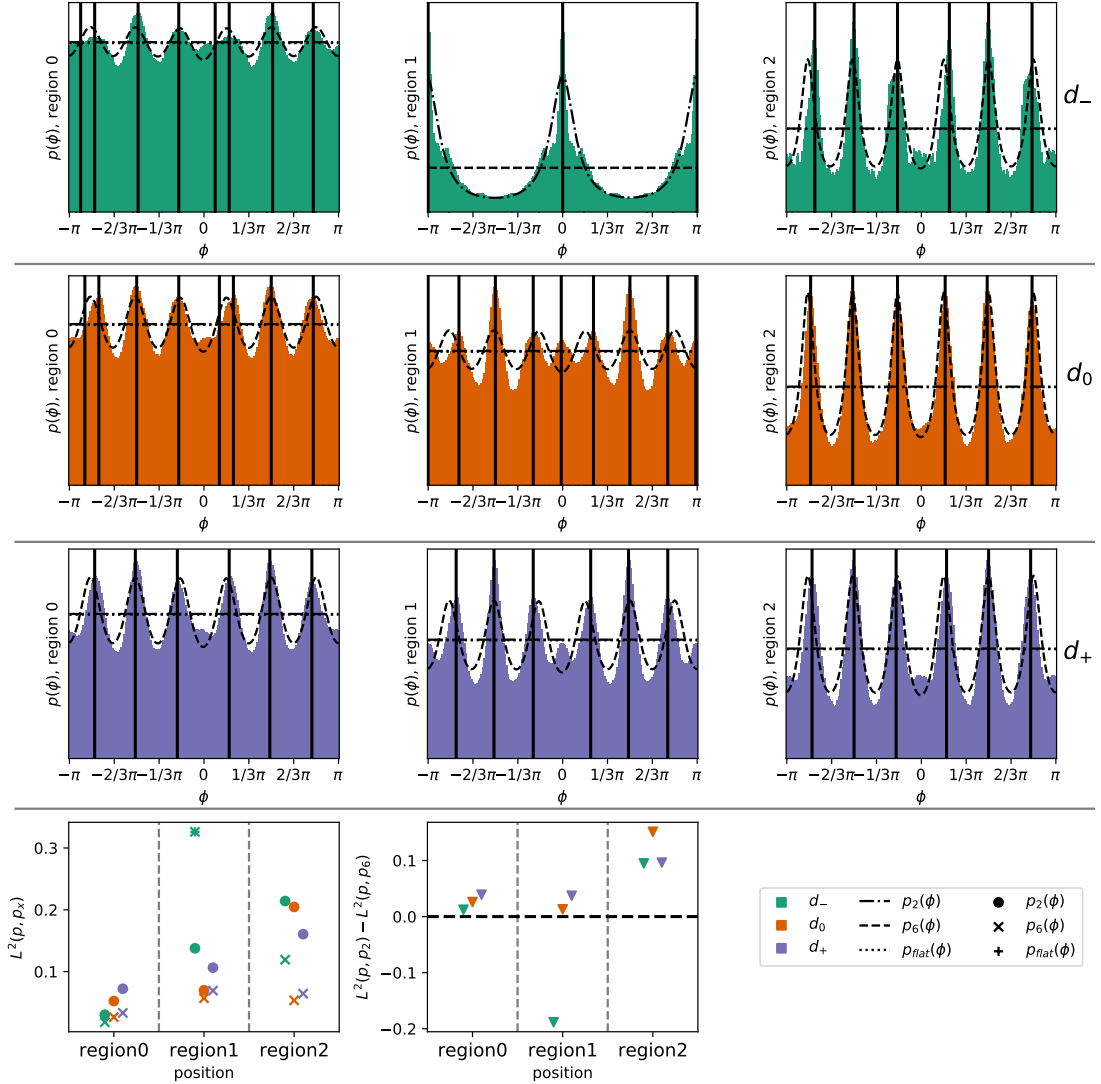 p(ϕ), region 0
−π −2/3π −1/3π 0 1/3π 2/3π π
ϕ
p(ϕ), region 1
−π −2/3π −1/3π 0 1/3π 2/3π π
ϕ
p(ϕ), region 2
−π −2/3π −1/3π 0 1/3π 2/3π π
ϕ
d₋
p(ϕ), region 0
−π −2/3π −1/3π 0 1/3π 2/3π π
ϕ
p(ϕ), region 1
−π −2/3π −1/3π 0 1/3π 2/3π π
ϕ
p(ϕ), region 2
−π −2/3π −1/3π 0 1/3π 2/3π π
ϕ
d₀
p(ϕ), region 0
−π −2/3π −1/3π 0 1/3π 2/3π π
ϕ
p(ϕ), region 1
−π −2/3π −1/3π 0 1/3π 2/3π π
ϕ
p(ϕ), region 2
−π −2/3π −1/3π 0 1/3π 2/3π π
ϕ
d₊
L²(p, pₓ)
0.3
0.2
0.1
region0 region1 region2
position
L²(p, p₂) − L²(p, p₆)
0.1
0.0
−0.1
−0.2
region0 region1 region2
position
d₋ p₂(ϕ) p₂(ϕ)
d₀ p₆(ϕ) p₆(ϕ)
d₊ p_flat(ϕ) p_flat(ϕ)